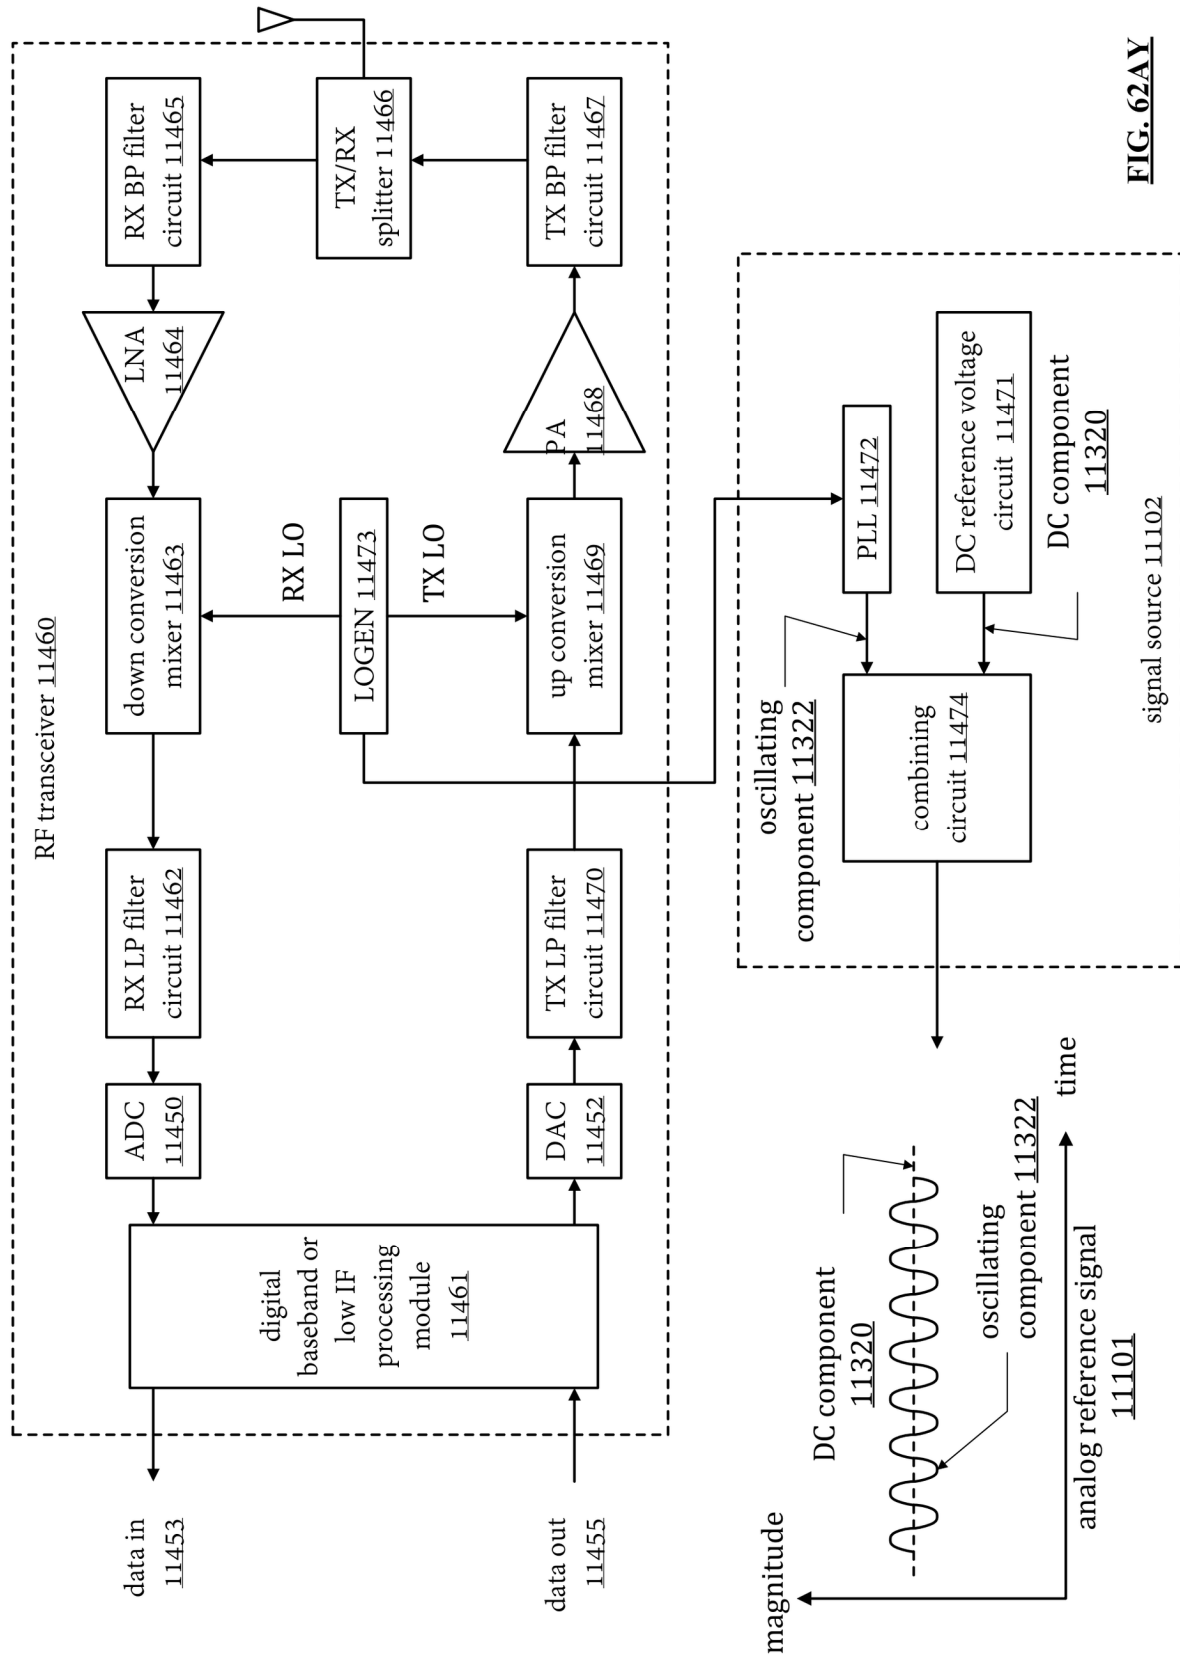 RF transceiver 11460
data in
11453
digital
baseband or
low IF
processing
module
11461
ADC
11450
RX LP filter
circuit 11462
down conversion
mixer 11463
LNA
11464
RX BP filter
circuit 11465
RX LO
LOGEN 11473
TX LO
TX/RX
splitter 11466
data out
11455
DAC
11452
TX LP filter
circuit 11470
up conversion
mixer 11469
PA
11468
TX BP filter
circuit 11467
magnitude
DC component
11320
oscillating
component 11322
time
analog reference signal
11101
oscillating
component 11322
combining
circuit 11474
PLL 11472
DC reference voltage
circuit 11471
DC component
11320
signal source 11102
FIG. 62AY